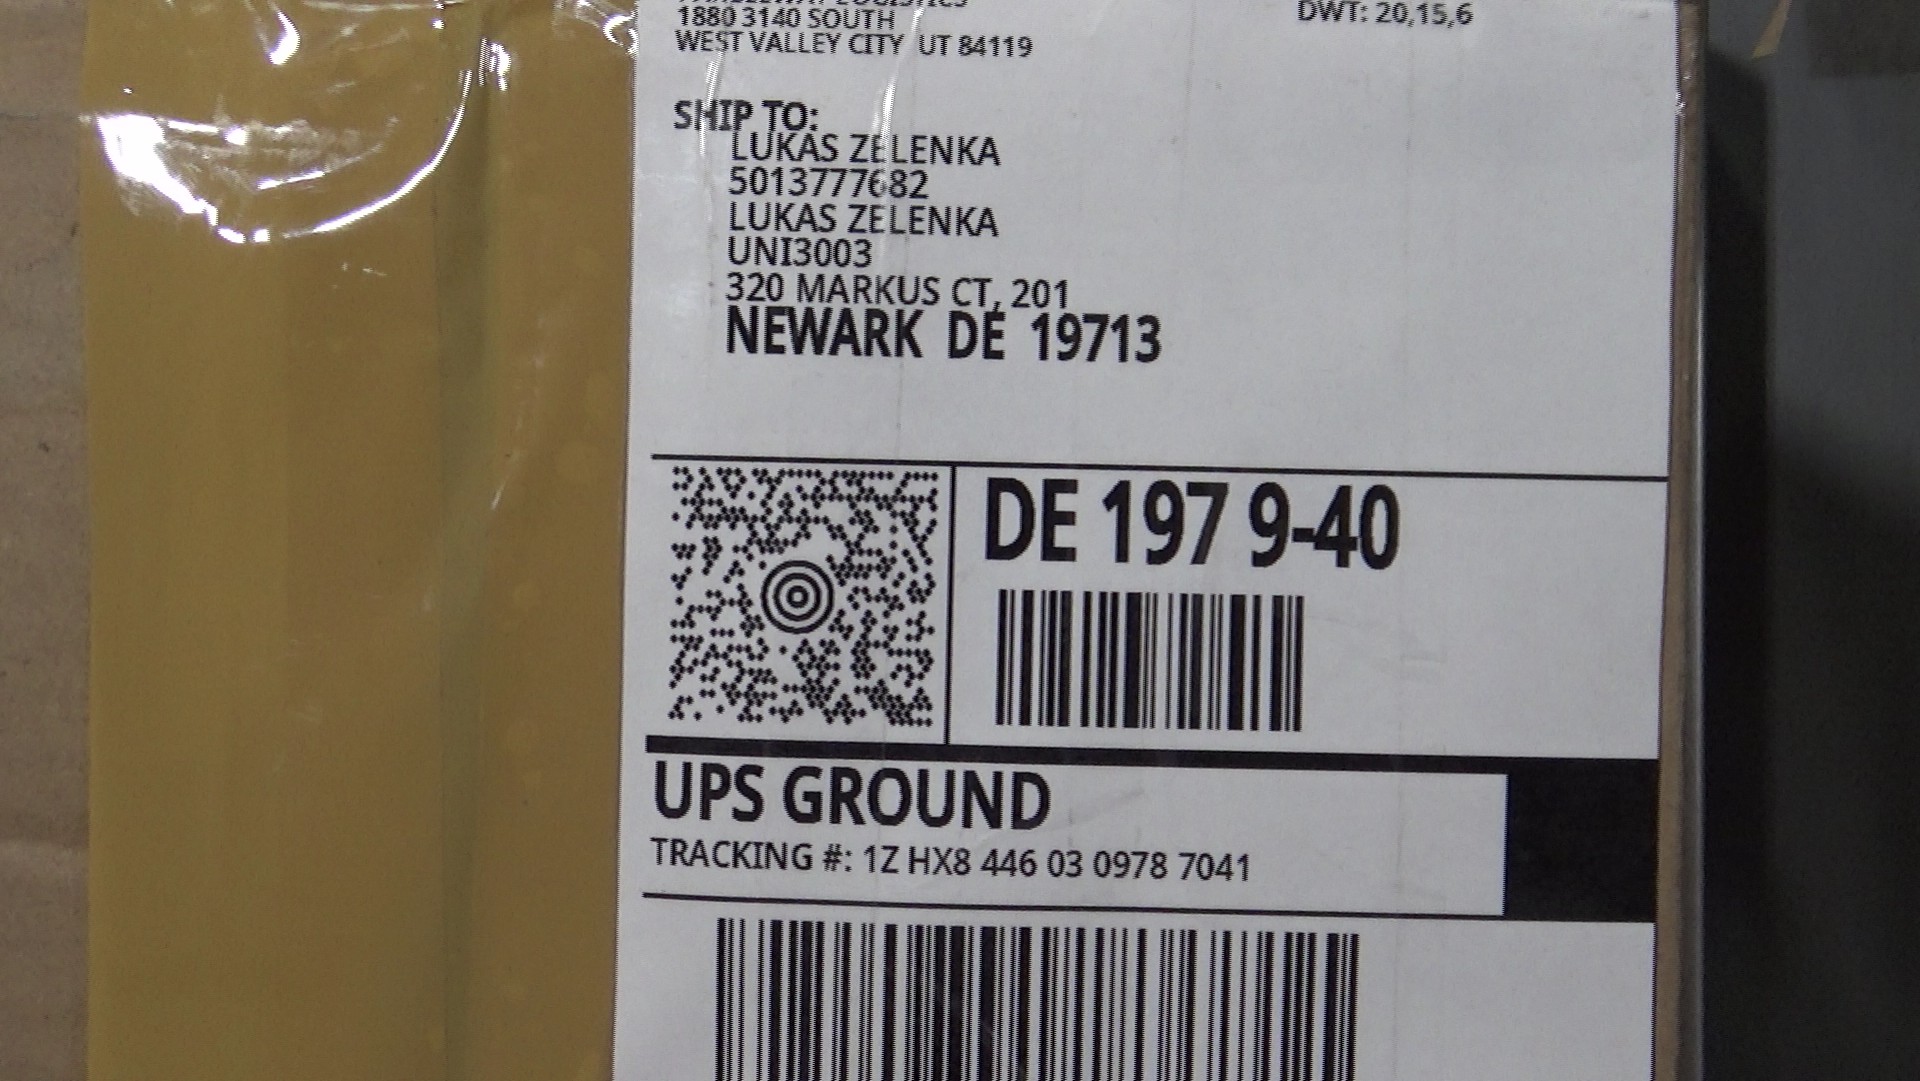 1880 3140 SOUTH
WEST VALLEY CITY UT 84119
DWT: 20,15,6
SHIP TO:
LUKAS ZELENKA
5013777682
LUKAS ZELENKA
UNI3003
320 MARKUS CT, 201
NEWARK DE 19713
DE 197 9-40
UPS GROUND
TRACKING #: 1Z HX8 446 03 0978 7041